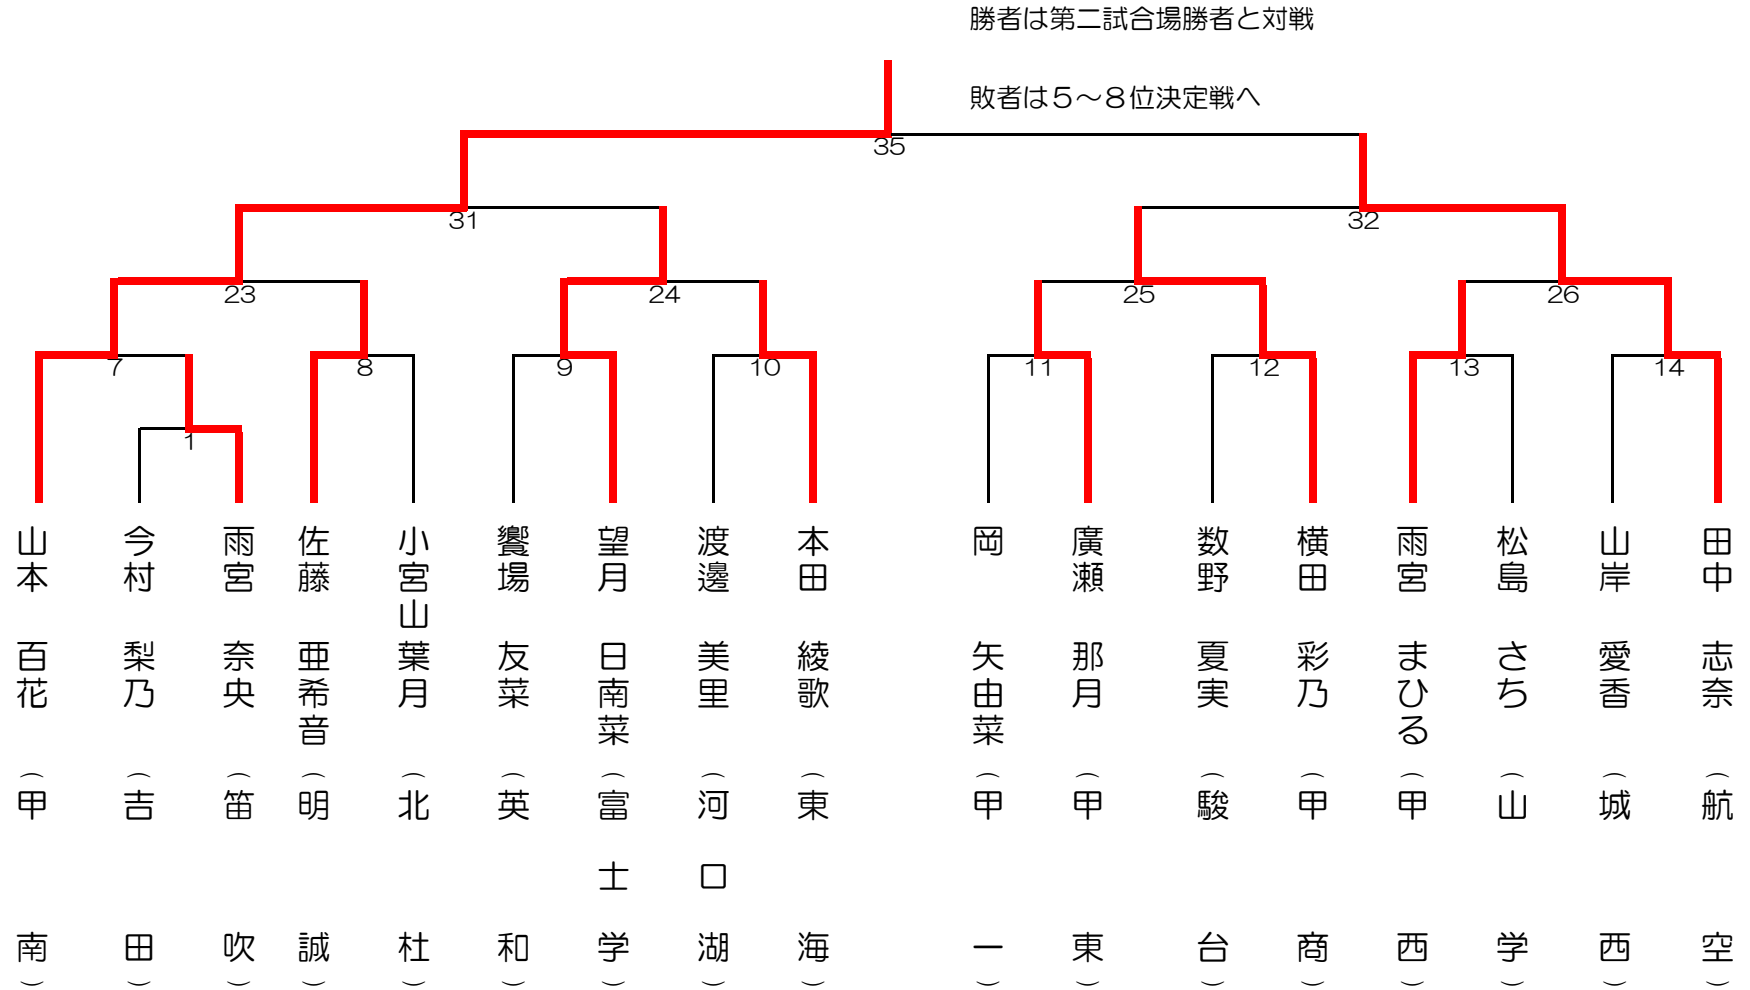 勝者は第二試合場勝者と対戦
敗者は５～８位決定戦へ
35
31
32
23
24
25
26
7
8
9
10
11
12
13
14
1
山本 百花（甲南）
今村 梨乃（吉田）
雨宮 奈央（笛吹）
佐藤 亜希音（明誠）
小宮山 葉月（北杜）
饗場 友菜（英和）
望月 日南菜（富士学）
渡邊 美里（河口湖）
本田 綾歌（東海）
岡 矢由菜（甲一）
廣瀬 那月（甲東）
数野 夏実（駿台）
横田 彩乃（甲商）
雨宮 まひる（甲西）
松島 さち（山学）
山岸 愛香（城西）
田中 志奈（航空）